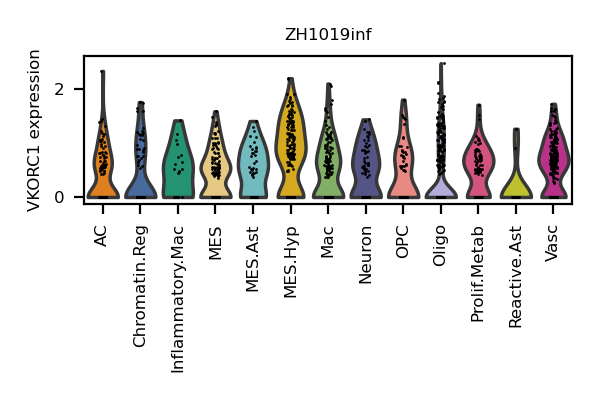 ZH1019inf
VKORC1 expression
2
0
AC
Chromatin.Reg
Inflammatory.Mac
MES
MES.Ast
MES.Hyp
Mac
Neuron
OPC
Oligo
Prolif.Metab
Reactive.Ast
Vasc